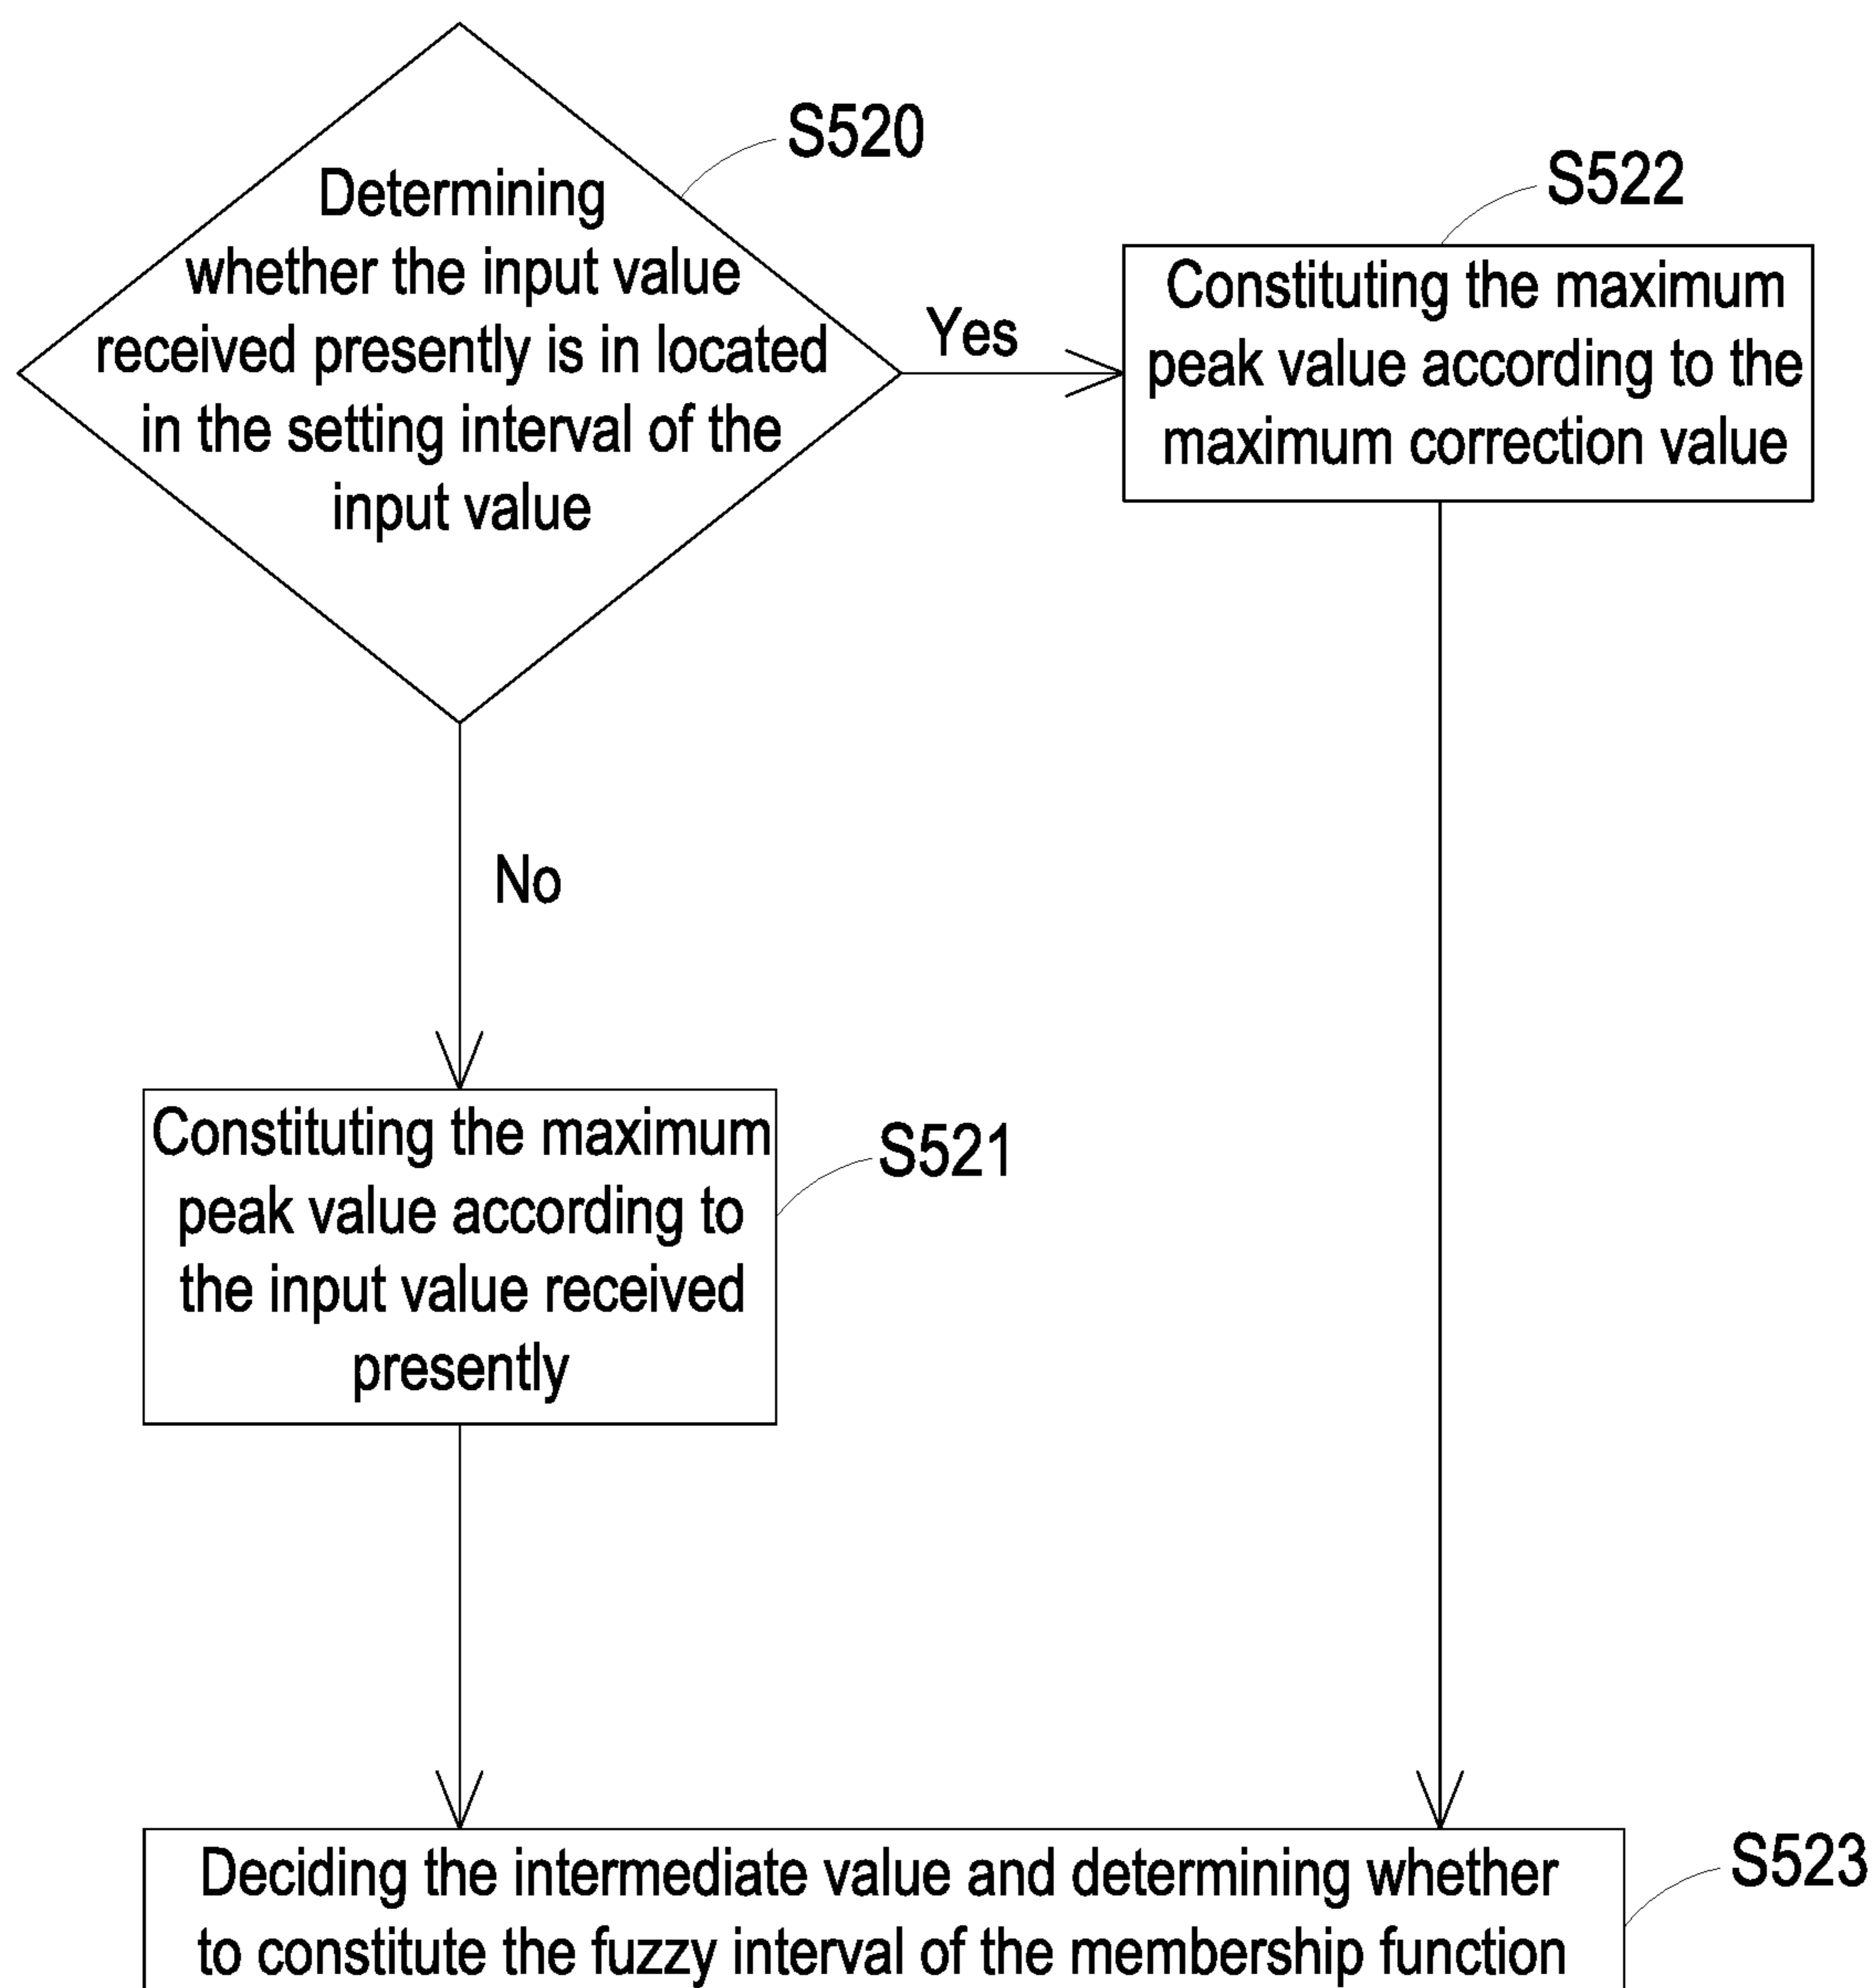 S520
Determining
whether the input value
received presently is in located
in the setting interval of the
input value
Yes
S522
Constituting the maximum
peak value according to the
maximum correction value
No
Constituting the maximum
peak value according to
the input value received
presently
S521
Deciding the intermediate value and determining whether
to constitute the fuzzy interval of the membership function
S523